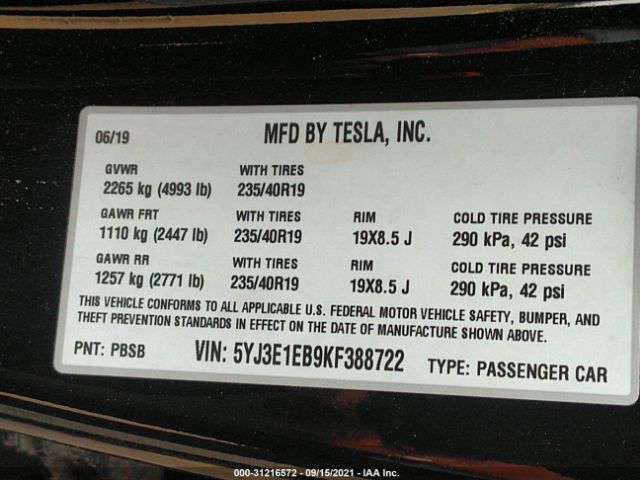 06/19 MFD BY TESLA, INC.
GVWR WITH TIRES
2265 kg (4993 lb) 235/40R19
GAWR FRT WITH TIRES RIM COLD TIRE PRESSURE
1110 kg (2447 lb) 235/40R19 19X8.5 J 290 kPa, 42 psi
GAWR RR WITH TIRES RIM COLD TIRE PRESSURE
1257 kg (2771 lb) 235/40R19 19X8.5 J 290 kPa, 42 psi
THIS VEHICLE CONFORMS TO ALL APPLICABLE U.S. FEDERAL MOTOR VEHICLE SAFETY, BUMPER, AND
THEFT PREVENTION STANDARDS IN EFFECT ON THE DATE OF MANUFACTURE SHOWN ABOVE.
PNT: PBSB VIN: 5YJ3E1EB9KF388722 TYPE: PASSENGER CAR
000-31216572 - 09/15/2021 - IAA Inc.